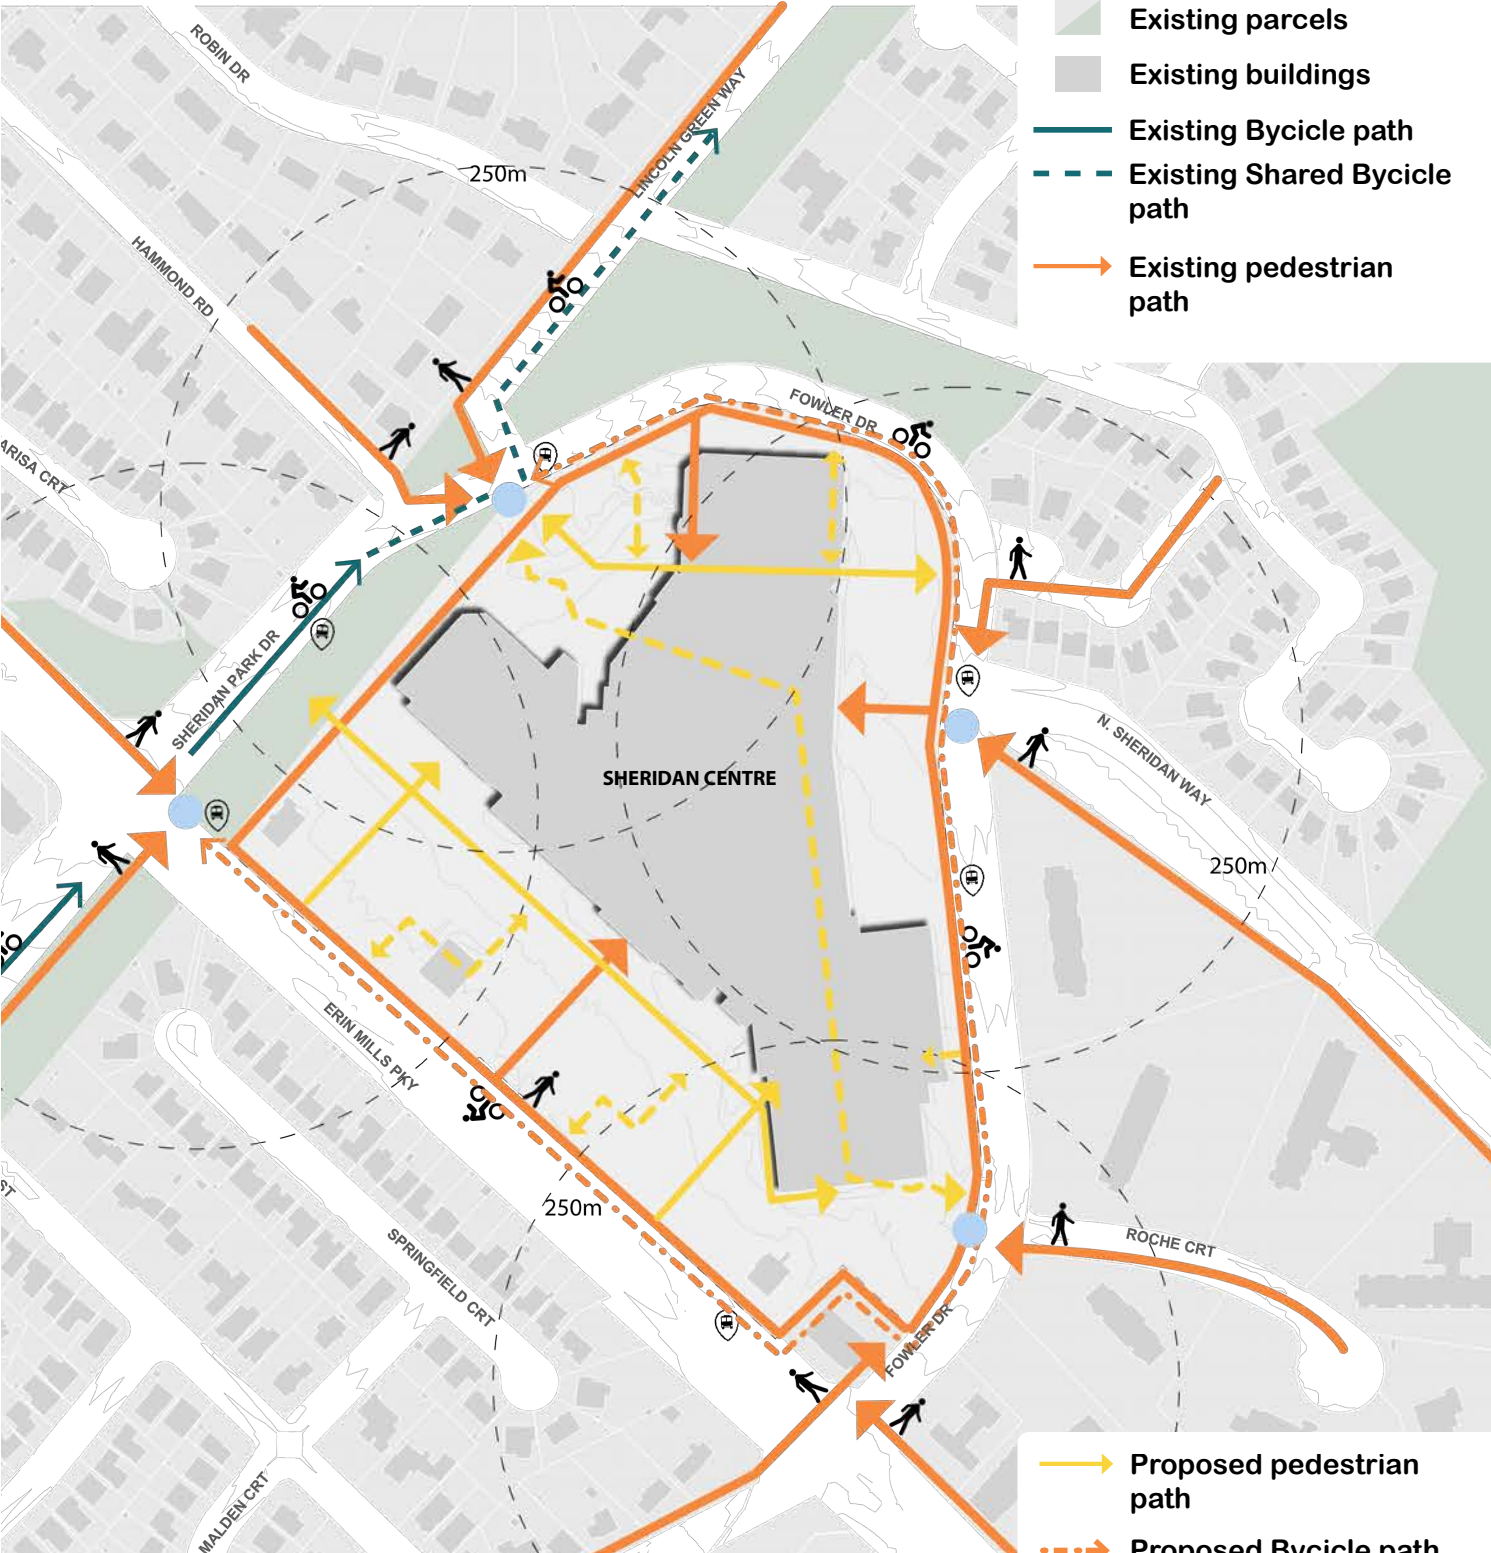 Existing parcels
Existing buildings
Existing Bycicle path
Existing Shared Bycicle
path
Existing pedestrian
path
ROBIN DR
LINCOLN GREEN WAY
250m
HAMMOND RD
FOWLER DR
ARISA CRT
SHERIDAN PARK DR
N. SHERIDAN WAY
SHERIDAN CENTRE
250m
ERIN MILLS PKY
ST
250m
SPRINGFIELD CRT
ROCHE CRT
FOWLER DR
MALDEN CRT
Proposed pedestrian
path
Proposed Bycicle path